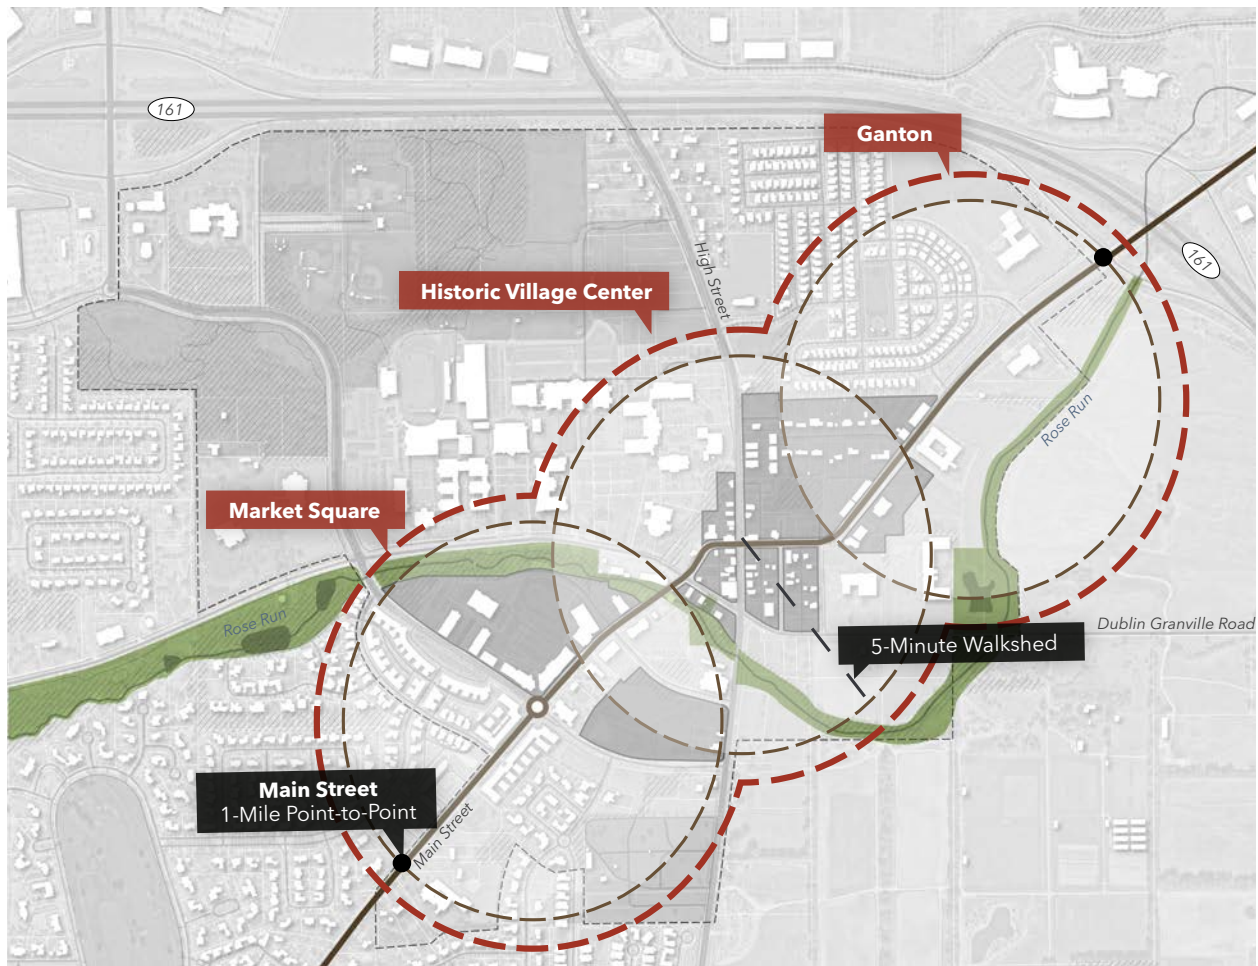 161
Ganton
161
High Street
Historic Village Center
Rose Run
Market Square
Rose Run
Dublin Granville Road
5-Minute Walkshed
Main Street
1-Mile Point-to-Point
Main Street